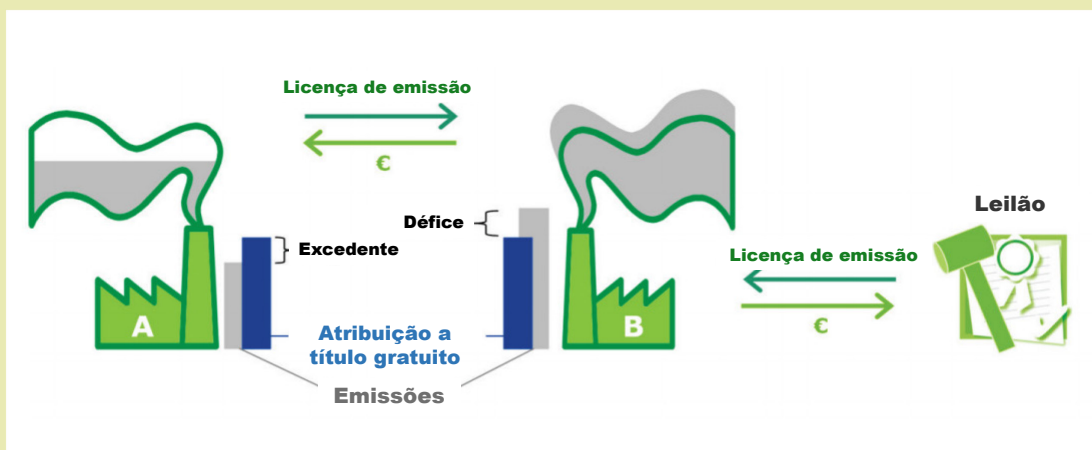 Licença de emissão
€
Excedente
Défice
Leilão
Licença de emissão
€
A
B
Atribuição a
título gratuito
Emissões